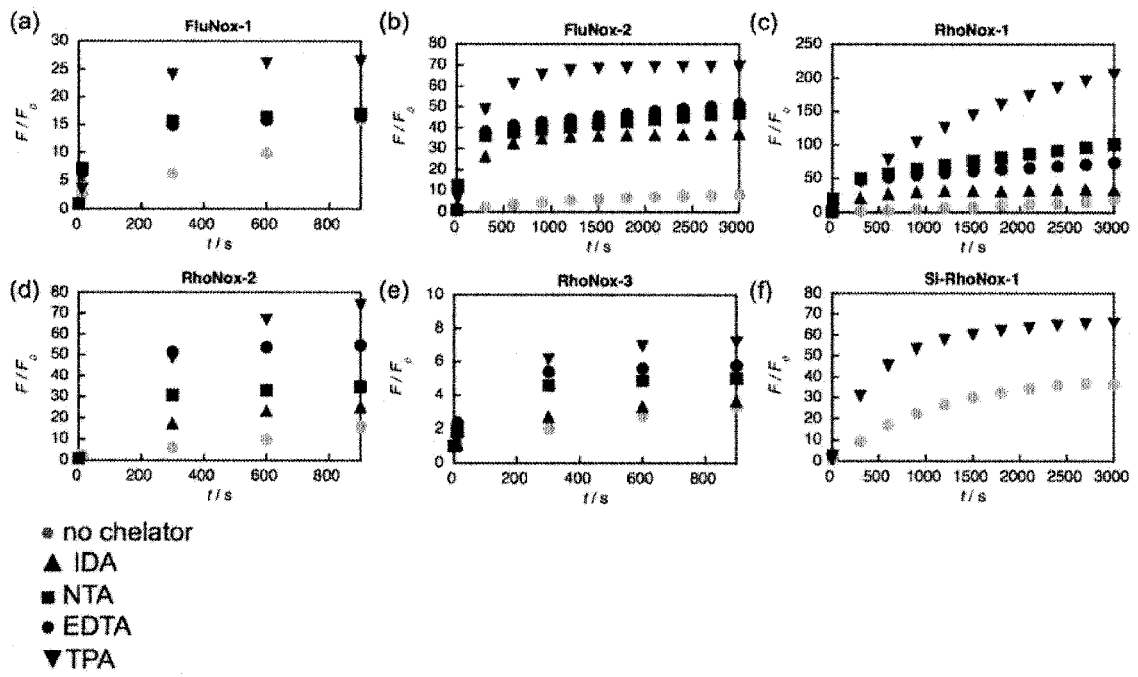 (a) FluNox-1
F / F₀
30
25
20
15
10
5
0
0 200 400 600 800
t / s
(b) FluNox-2
F / F₀
80
70
60
50
40
30
20
10
0
0 500 1000 1500 2000 2500 3000
t / s
(c) RhoNox-1
F / F₀
250
200
150
100
50
0
0 500 1000 1500 2000 2500 3000
t / s
(d) RhoNox-2
F / F₀
80
70
60
50
40
30
20
10
0
0 200 400 600 800
t / s
(e) RhoNox-3
F / F₀
10
8
6
4
2
0
0 200 400 600 800
t / s
(f) Si-RhoNox-1
F / F₀
80
70
60
50
40
30
20
10
0
0 500 1000 1500 2000 2500 3000
t / s
no chelator
IDA
NTA
EDTA
TPA